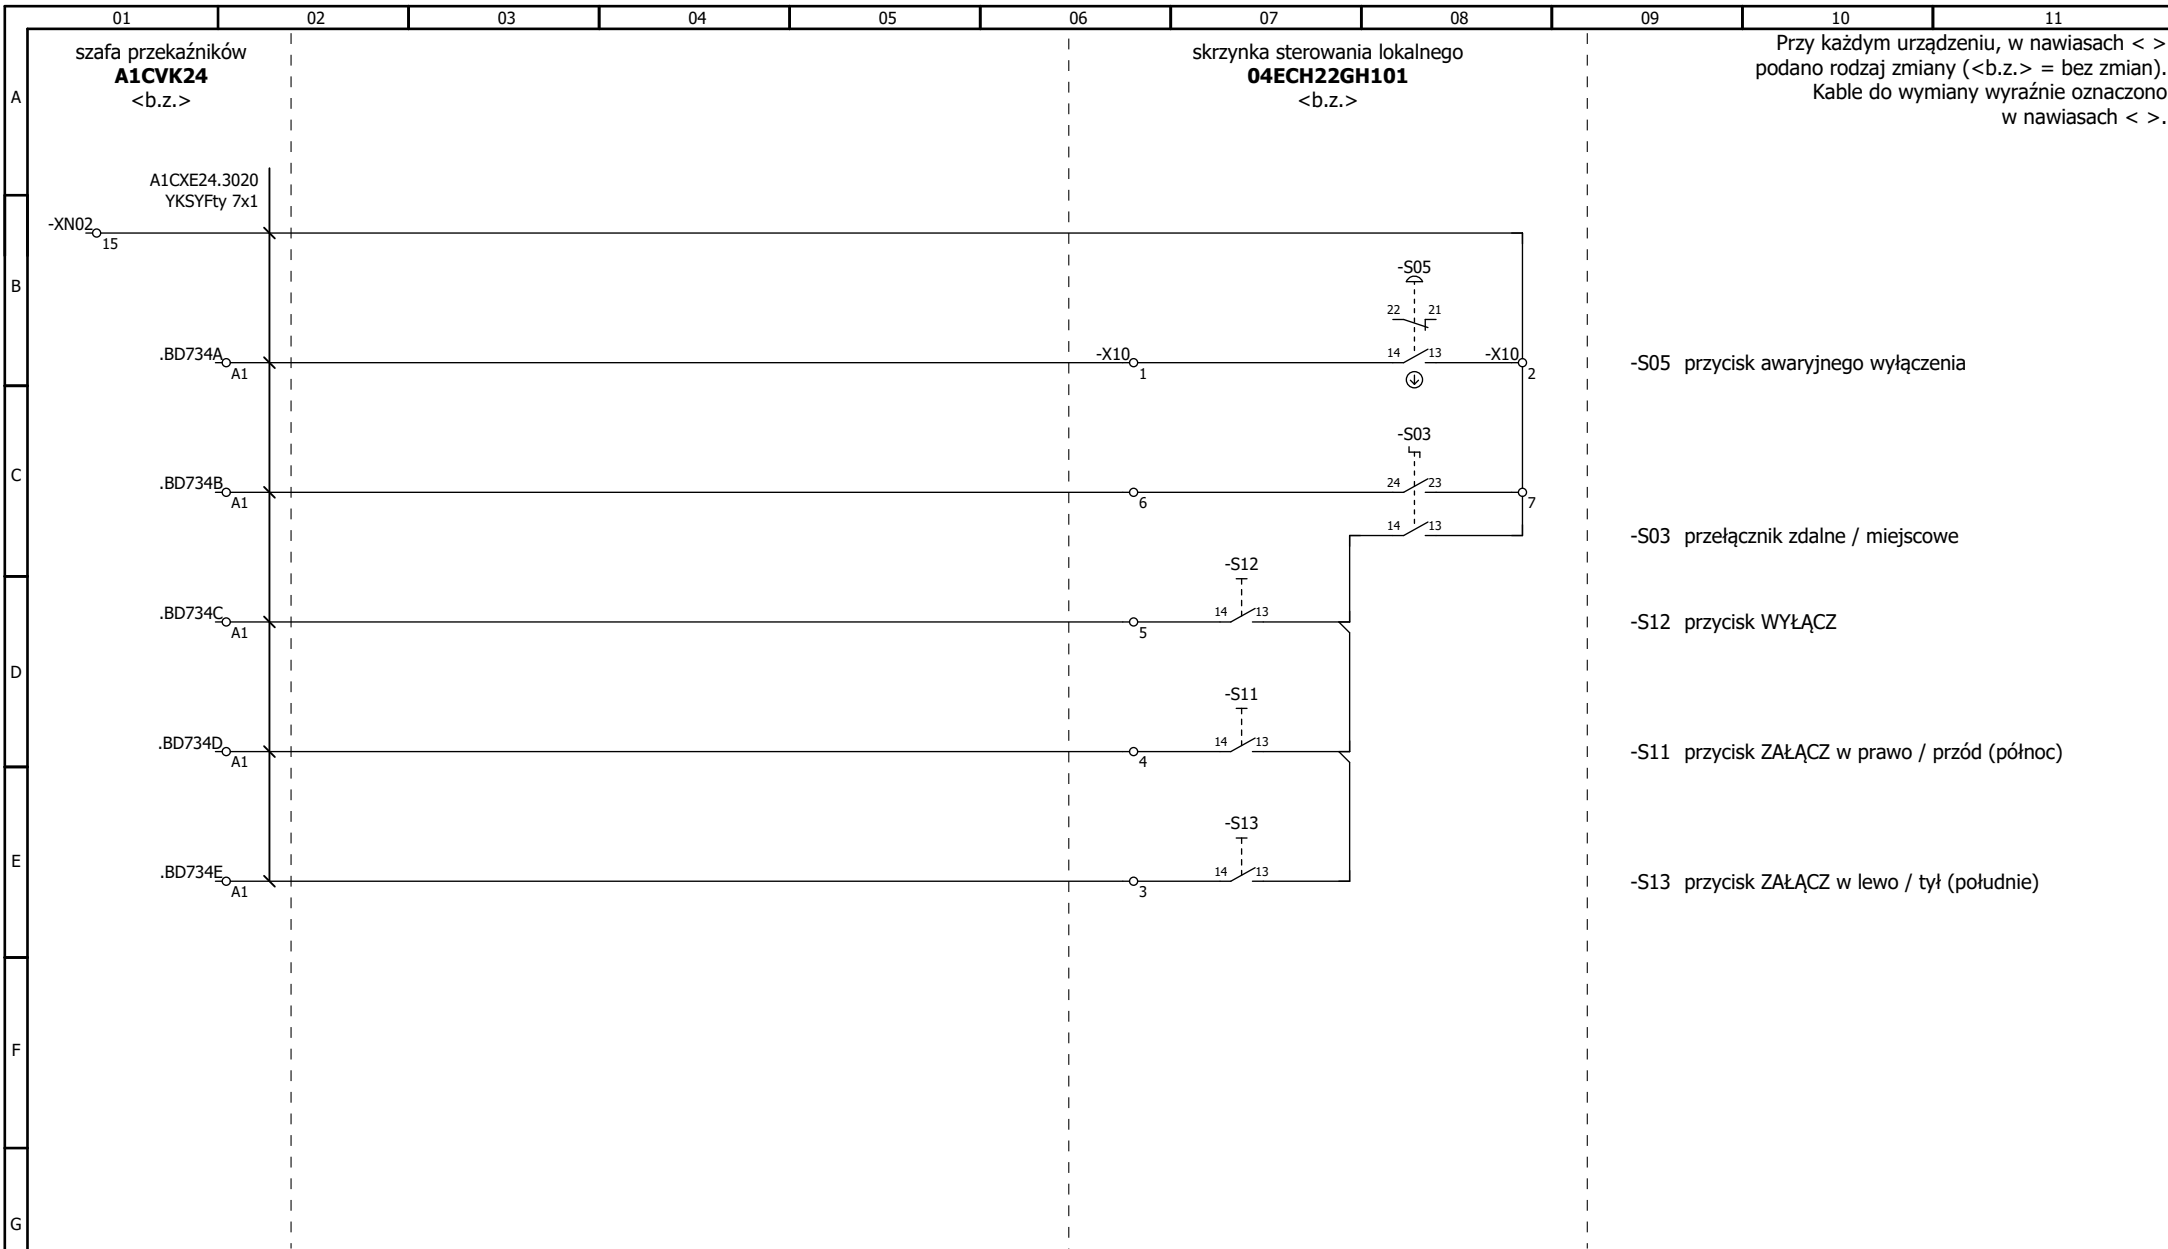 01 02 03 04 05 06 07 08 09 10 11
szafa przekaźników
A1CVK24
<b.z.>
skrzynka sterowania lokalnego
04ECH22GH101
<b.z.>
Przy każdym urządzeniu, w nawiasach < >
podano rodzaj zmiany (<b.z.> = bez zmian).
Kable do wymiany wyraźnie oznaczono
w nawiasach < >.
A
A1CXE24.3020
YKSYFty 7x1
-XN02
15
-S05
B
22 21
.BD734A
A1
-X10
1
14 13
-X10
2
-S05 przycisk awaryjnego wyłączenia
-S03
C
.BD734B
A1
6
24 23
7
14 13
-S03 przełącznik zdalne / miejscowe
-S12
.BD734C
A1
5
14 13
-S12 przycisk WYŁĄCZ
D
-S11
.BD734D
A1
4
14 13
-S11 przycisk ZAŁĄCZ w prawo / przód (północ)
-S13
E
.BD734E
A1
3
14 13
-S13 przycisk ZAŁĄCZ w lewo / tył (południe)
F
G